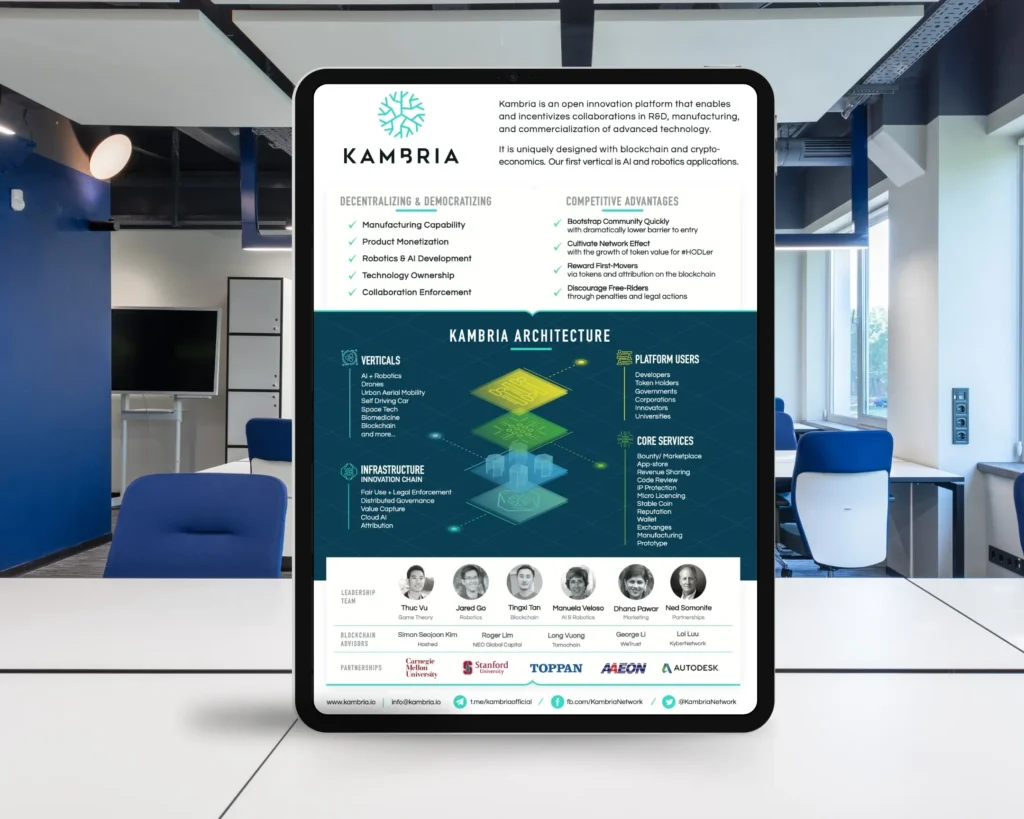 KAMBRIA
Kambria is an open innovation platform that enables
and incentivizes collaborations in R&D, manufacturing,
and commercialization of advanced technology.
It is uniquely designed with blockchain and crypto-
economics. Our first vertical is AI and robotics applications.
DECENTRALIZING & DEMOCRATIZING
Manufacturing Capability
Product Monetization
Robotics & AI Development
Technology Ownership
Collaboration Enforcement
COMPETITIVE ADVANTAGES
Bootstrap Community Quickly
with dramatically lower barrier to entry
Cultivate Network Effect
with the growth of token value for #HODLer
Reward First-Movers
via tokens and attribution on the blockchain
Discourage Free-Riders
through penalties and legal actions
KAMBRIA ARCHITECTURE
VERTICALS
AI + Robotics
Drones
Urban Aerial Mobility
Self Driving Car
Space Tech
Biomedicine
Blockchain
and more...
INFRASTRUCTURE
INNOVATION CHAIN
Fair Use + Legal Enforcement
Distributed Governance
Value Capture
Cloud AI
Attribution
PLATFORM USERS
Developers
Token Holders
Governments
Corporations
Innovators
Universities
CORE SERVICES
Bounty/ Marketplace
App-store
Revenue Sharing
Code Review
IP Protection
Micro Licencing
Stable Coin
Reputation
Wallet
Exchanges
Manufacturing
Prototype
LEADERSHIP
TEAM
Thuc Vu
Game Theory
Jared Go
Robotics
Tingxi Tan
Blockchain
Manuela Veloso
AI & Robotics
Dhana Pawar
Marketing
Ned Somonite
Partnerships
BLOCKCHAIN
ADVISORS
Simon Seojoon Kim
Hashed
Roger Lim
NEO Global Capital
Long Vuong
Tomochain
George Li
WeTrust
Loi Luu
KyberNetwork
PARTNERSHIPS
Carnegie
Mellon
University
Stanford
University
TOPPAN
AAEON
AUTODESK
www.kambria.io | info@kambria.io t.me/kambriaofficial / fb.com/KambriaNetwork / @KambriaNetwork